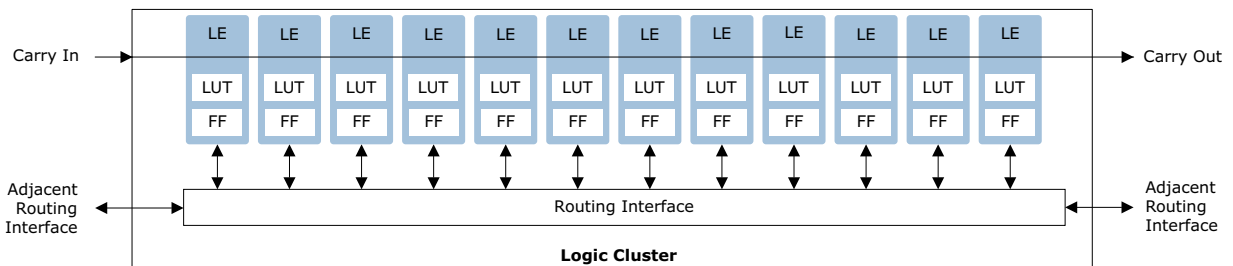 LE LE LE LE LE LE LE LE LE LE LE LE
Carry In
Carry Out
LUT LUT LUT LUT LUT LUT LUT LUT LUT LUT LUT LUT
FF FF FF FF FF FF FF FF FF FF FF FF
Adjacent
Routing
Interface
Routing Interface
Adjacent
Routing
Interface
Logic Cluster